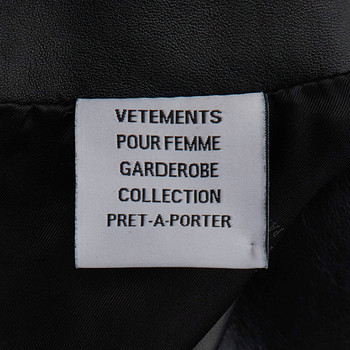 VETEMENTS
POUR FEMME
GARDEROBE
COLLECTION
PRET-A-PORTER